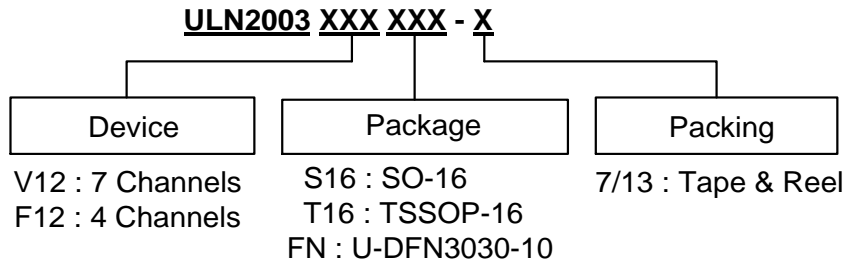 ULN2003 XXX XXX - X
Device
Package
Packing
V12 : 7 Channels
F12 : 4 Channels
S16 : SO-16
T16 : TSSOP-16
FN : U-DFN3030-10
7/13 : Tape & Reel